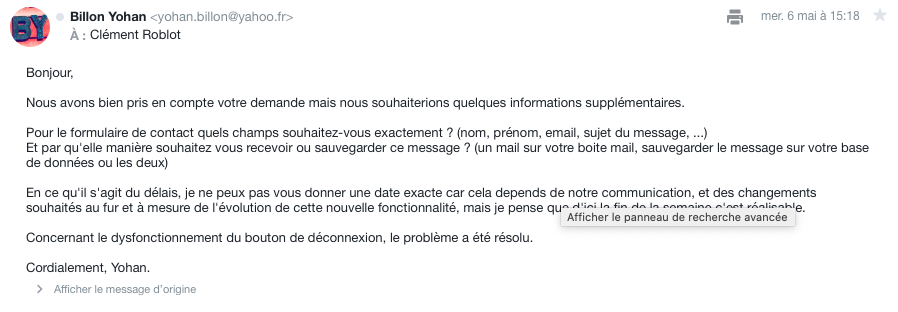 BY
Billon Yohan <yohan.billon@yahoo.fr>
mer. 6 mai à 15:18
À : Clément Roblot
Bonjour,
Nous avons bien pris en compte votre demande mais nous souhaiterions quelques informations supplémentaires.
Pour le formulaire de contact quels champs souhaitez-vous exactement ? (nom, prénom, email, sujet du message, ...)
Et par qu'elle manière souhaitez vous recevoir ou sauvegarder ce message ? (un mail sur votre boite mail, sauvegarder le message sur votre base
de données ou les deux)
En ce qu'il s'agit du délais, je ne peux pas vous donner une date exacte car cela depends de notre communication, et des changements
souhaités au fur et à mesure de l'évolution de cette nouvelle fonctionnalité, mais je pense que d'ici la fin de la semaine c'est réalisable.
Afficher le panneau de recherche avancée
Concernant le dysfonctionnement du bouton de déconnexion, le problème a été résolu.
Cordialement, Yohan.
Afficher le message d'origine